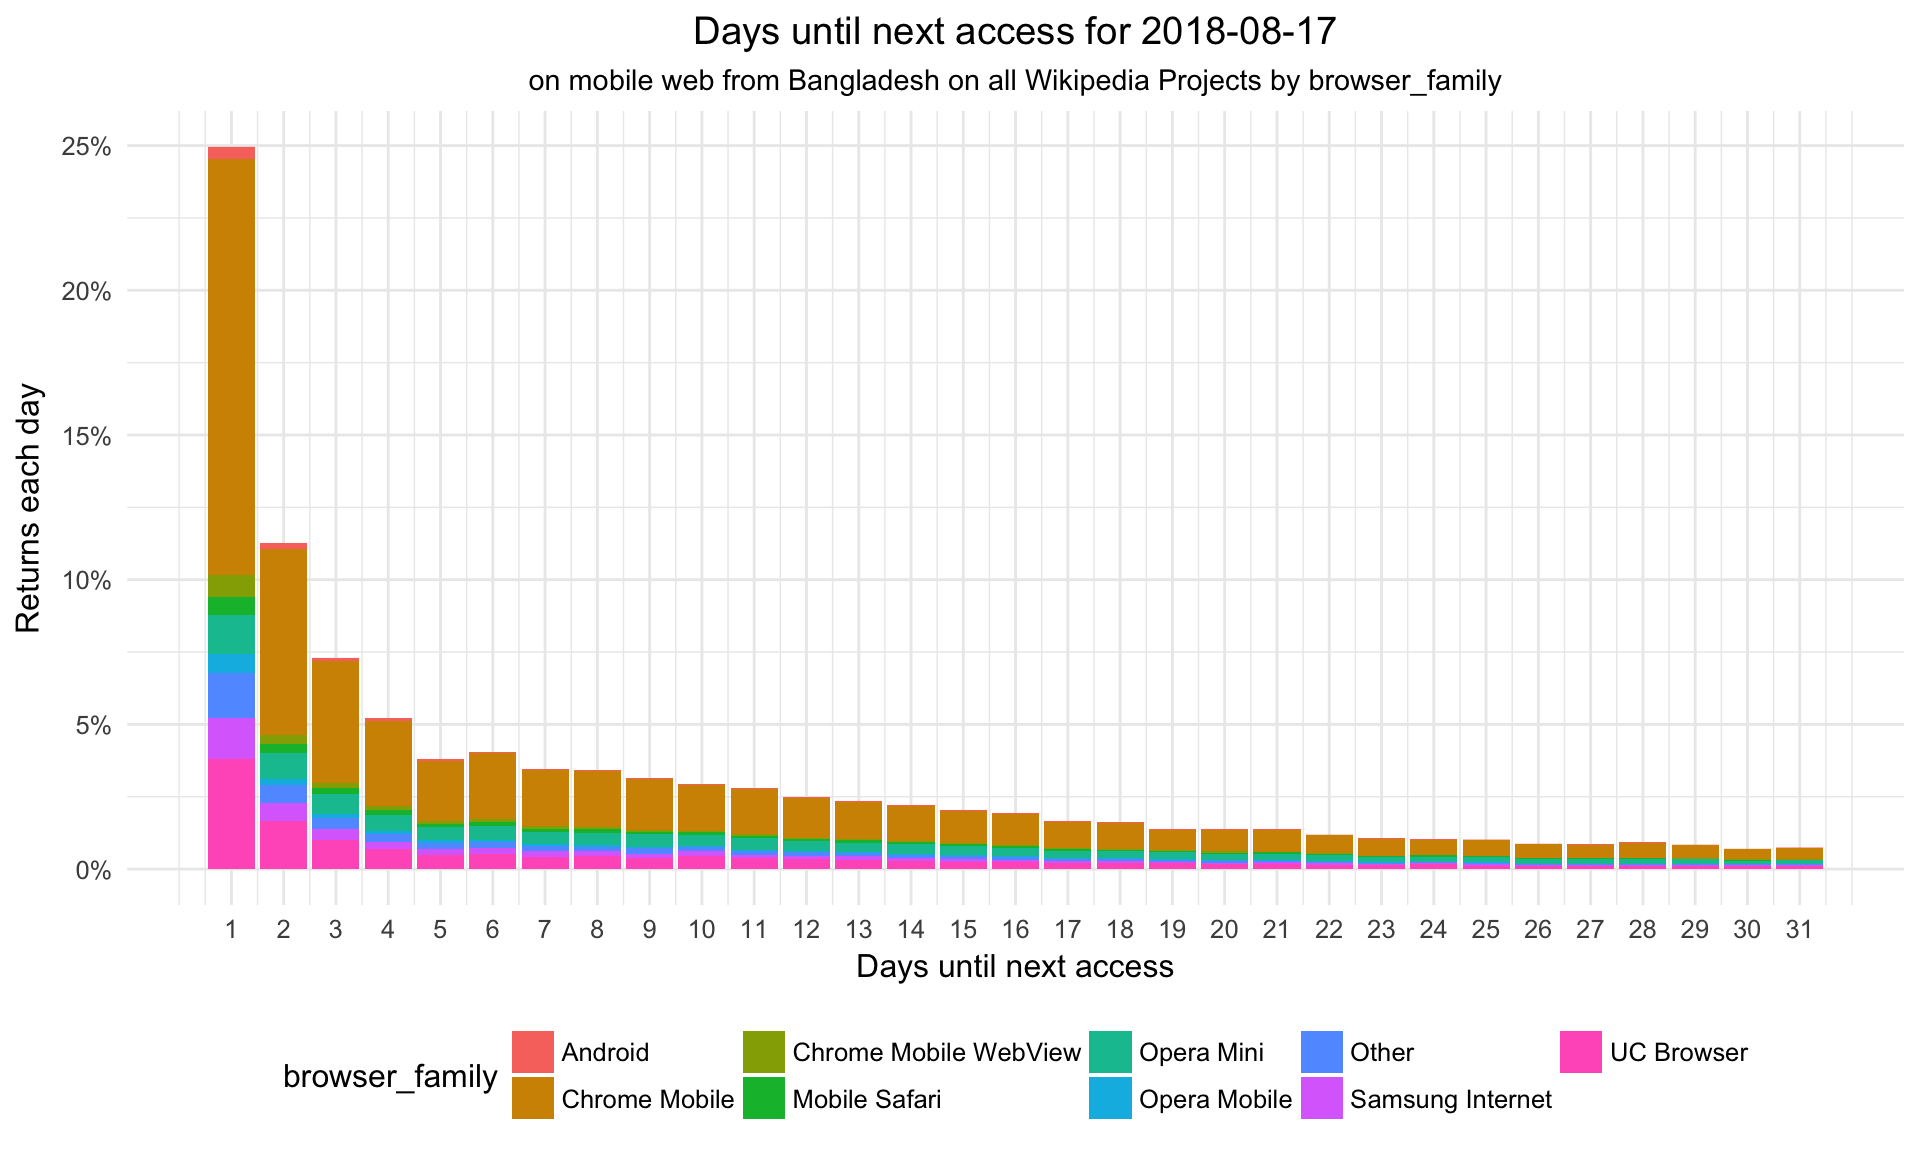 Days until next access for 2018-08-17
on mobile web from Bangladesh on all Wikipedia Projects by browser_family
Returns each day
25%
20%
15%
10%
5%
0%
1 2 3 4 5 6 7 8 9 10 11 12 13 14 15 16 17 18 19 20 21 22 23 24 25 26 27 28 29 30 31
Days until next access
browser_family
Android Chrome Mobile WebView Opera Mini Other UC Browser
Chrome Mobile Mobile Safari Opera Mobile Samsung Internet